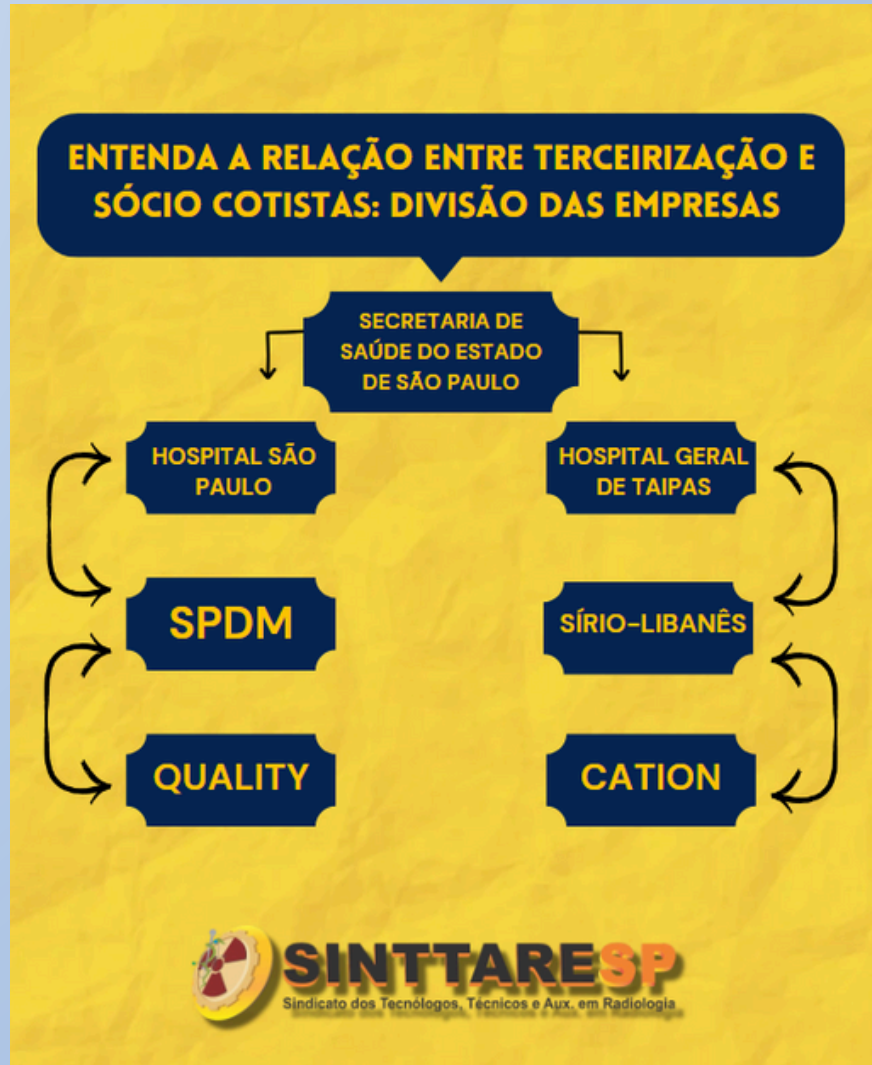 ENTENDA A RELAÇÃO ENTRE TERCEIRIZAÇÃO E
SÓCIO COTISTAS: DIVISÃO DAS EMPRESAS
SECRETARIA DE
SAÚDE DO ESTADO
DE SÃO PAULO
HOSPITAL SÃO
PAULO
HOSPITAL GERAL
DE TAIPAS
SPDM
SÍRIO-LIBANÊS
QUALITY
CATION
SINTTARESP
Sindicato dos Tecnólogos, Técnicos e Aux. em Radiologia